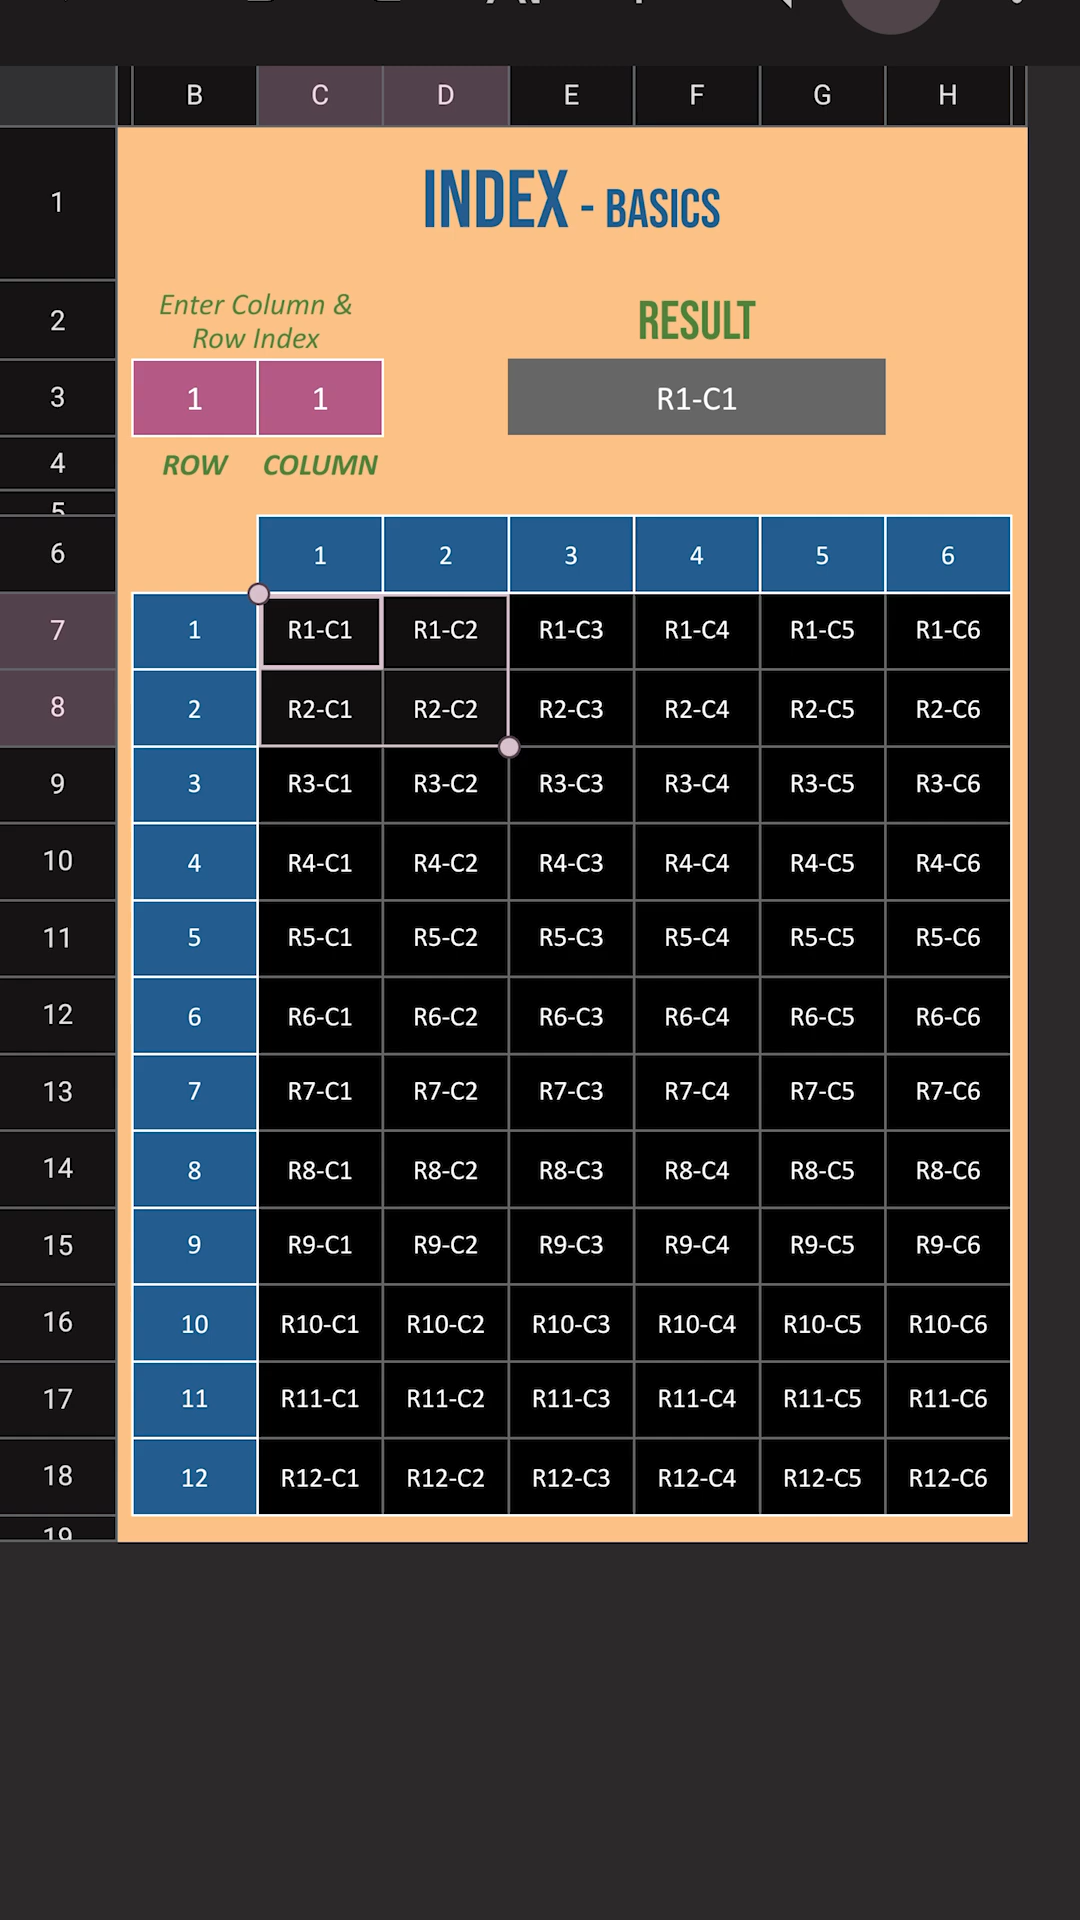 B C D E F G H
1 INDEX - BASICS
Enter Column &
2 RESULT
Row Index
3 1 1 R1-C1
4 ROW COLUMN
5
6 1 2 3 4 5 6
7 1 R1-C1 R1-C2 R1-C3 R1-C4 R1-C5 R1-C6
8 2 R2-C1 R2-C2 R2-C3 R2-C4 R2-C5 R2-C6
9 3 R3-C1 R3-C2 R3-C3 R3-C4 R3-C5 R3-C6
10 4 R4-C1 R4-C2 R4-C3 R4-C4 R4-C5 R4-C6
11 5 R5-C1 R5-C2 R5-C3 R5-C4 R5-C5 R5-C6
12 6 R6-C1 R6-C2 R6-C3 R6-C4 R6-C5 R6-C6
13 7 R7-C1 R7-C2 R7-C3 R7-C4 R7-C5 R7-C6
14 8 R8-C1 R8-C2 R8-C3 R8-C4 R8-C5 R8-C6
15 9 R9-C1 R9-C2 R9-C3 R9-C4 R9-C5 R9-C6
16 10 R10-C1 R10-C2 R10-C3 R10-C4 R10-C5 R10-C6
17 11 R11-C1 R11-C2 R11-C3 R11-C4 R11-C5 R11-C6
18 12 R12-C1 R12-C2 R12-C3 R12-C4 R12-C5 R12-C6
19